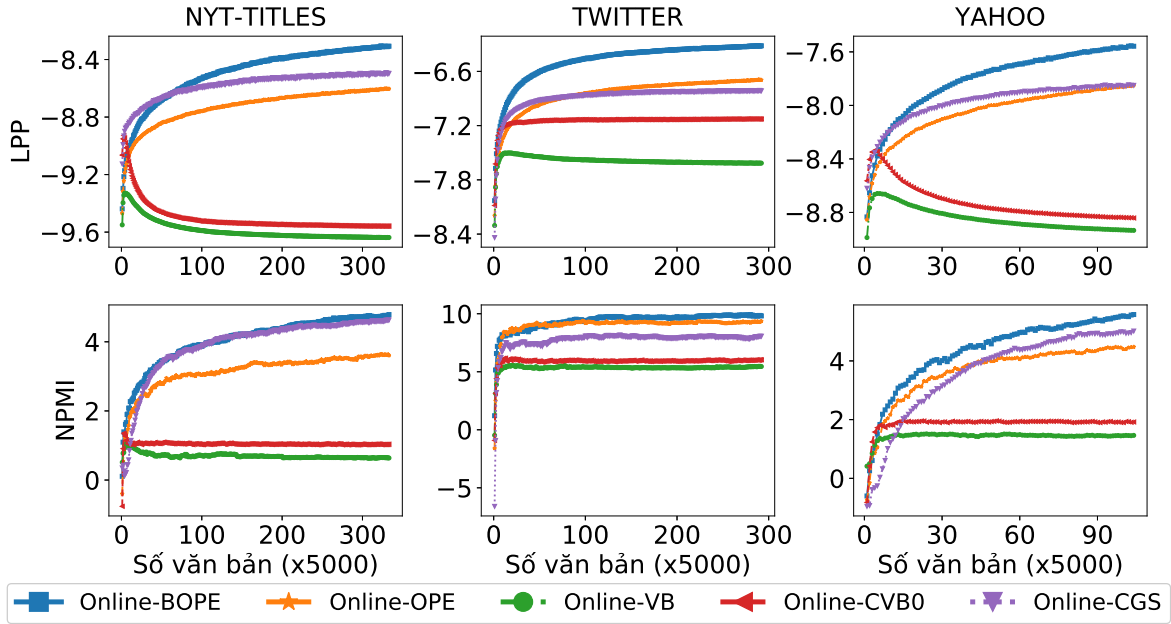 NYT-TITLES
TWITTER
YAHOO
LPP
−8.4
−8.8
−9.2
−9.6
0 100 200 300
−6.6
−7.2
−7.8
−8.4
0 100 200 300
−7.6
−8.0
−8.4
−8.8
0 30 60 90
NPMI
4
2
0
0 100 200 300
Số văn bản (x5000)
10
5
0
−5
0 100 200 300
Số văn bản (x5000)
4
2
0
0 30 60 90
Số văn bản (x5000)
Online-BOPE Online-OPE Online-VB Online-CVB0 Online-CGS